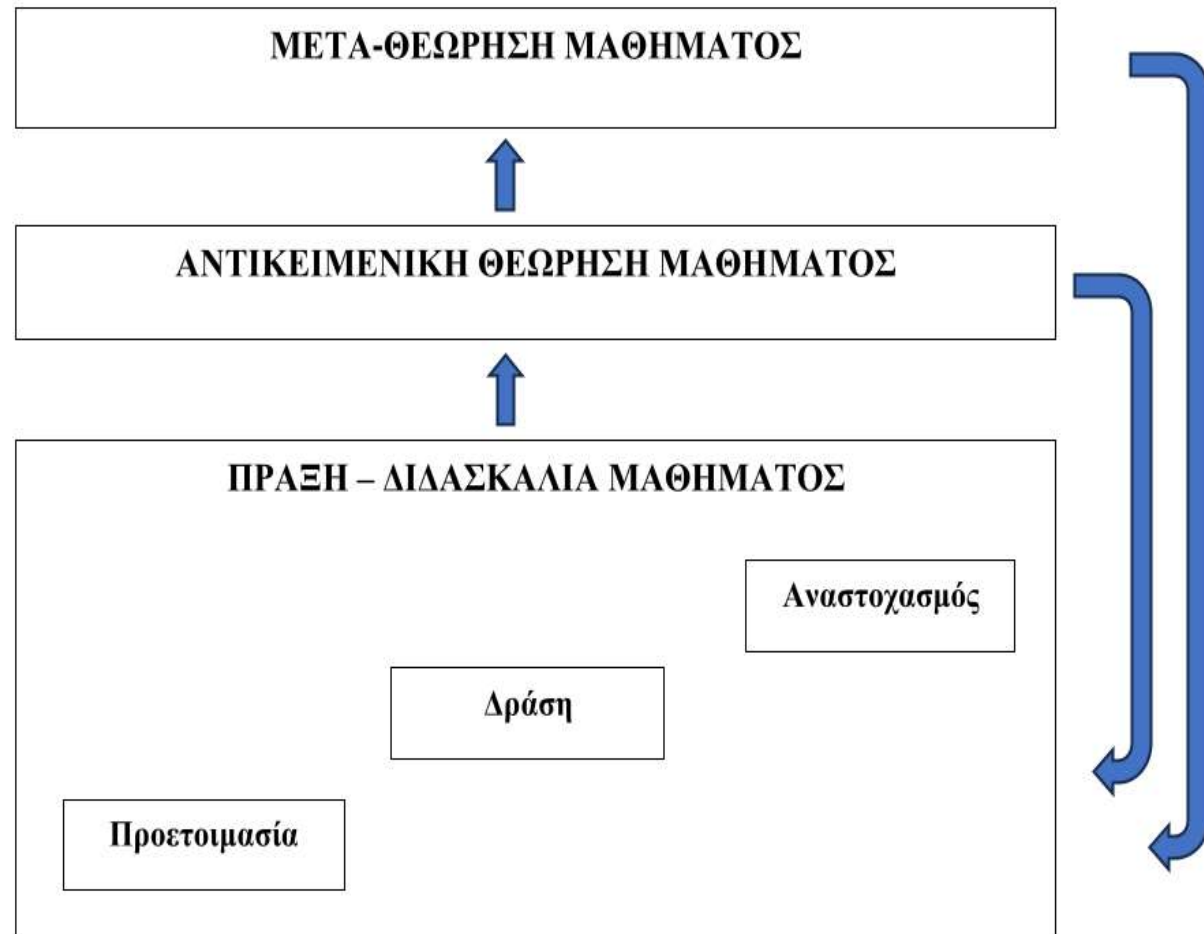 ΜΕΤΑ-ΘΕΩΡΗΣΗ ΜΑΘΗΜΑΤΟΣ
ΑΝΤΙΚΕΙΜΕΝΙΚΗ ΘΕΩΡΗΣΗ ΜΑΘΗΜΑΤΟΣ
ΠΡΑΞΗ – ΔΙΔΑΣΚΑΛΙΑ ΜΑΘΗΜΑΤΟΣ
Αναστοχασμός
Δράση
Προετοιμασία